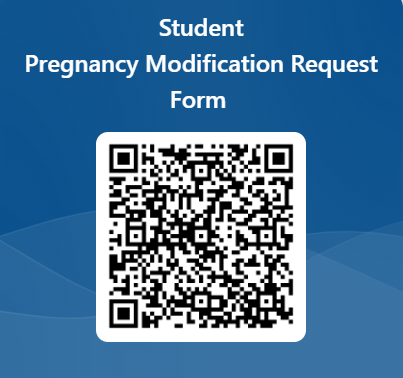 Student
Pregnancy Modification Request
Form